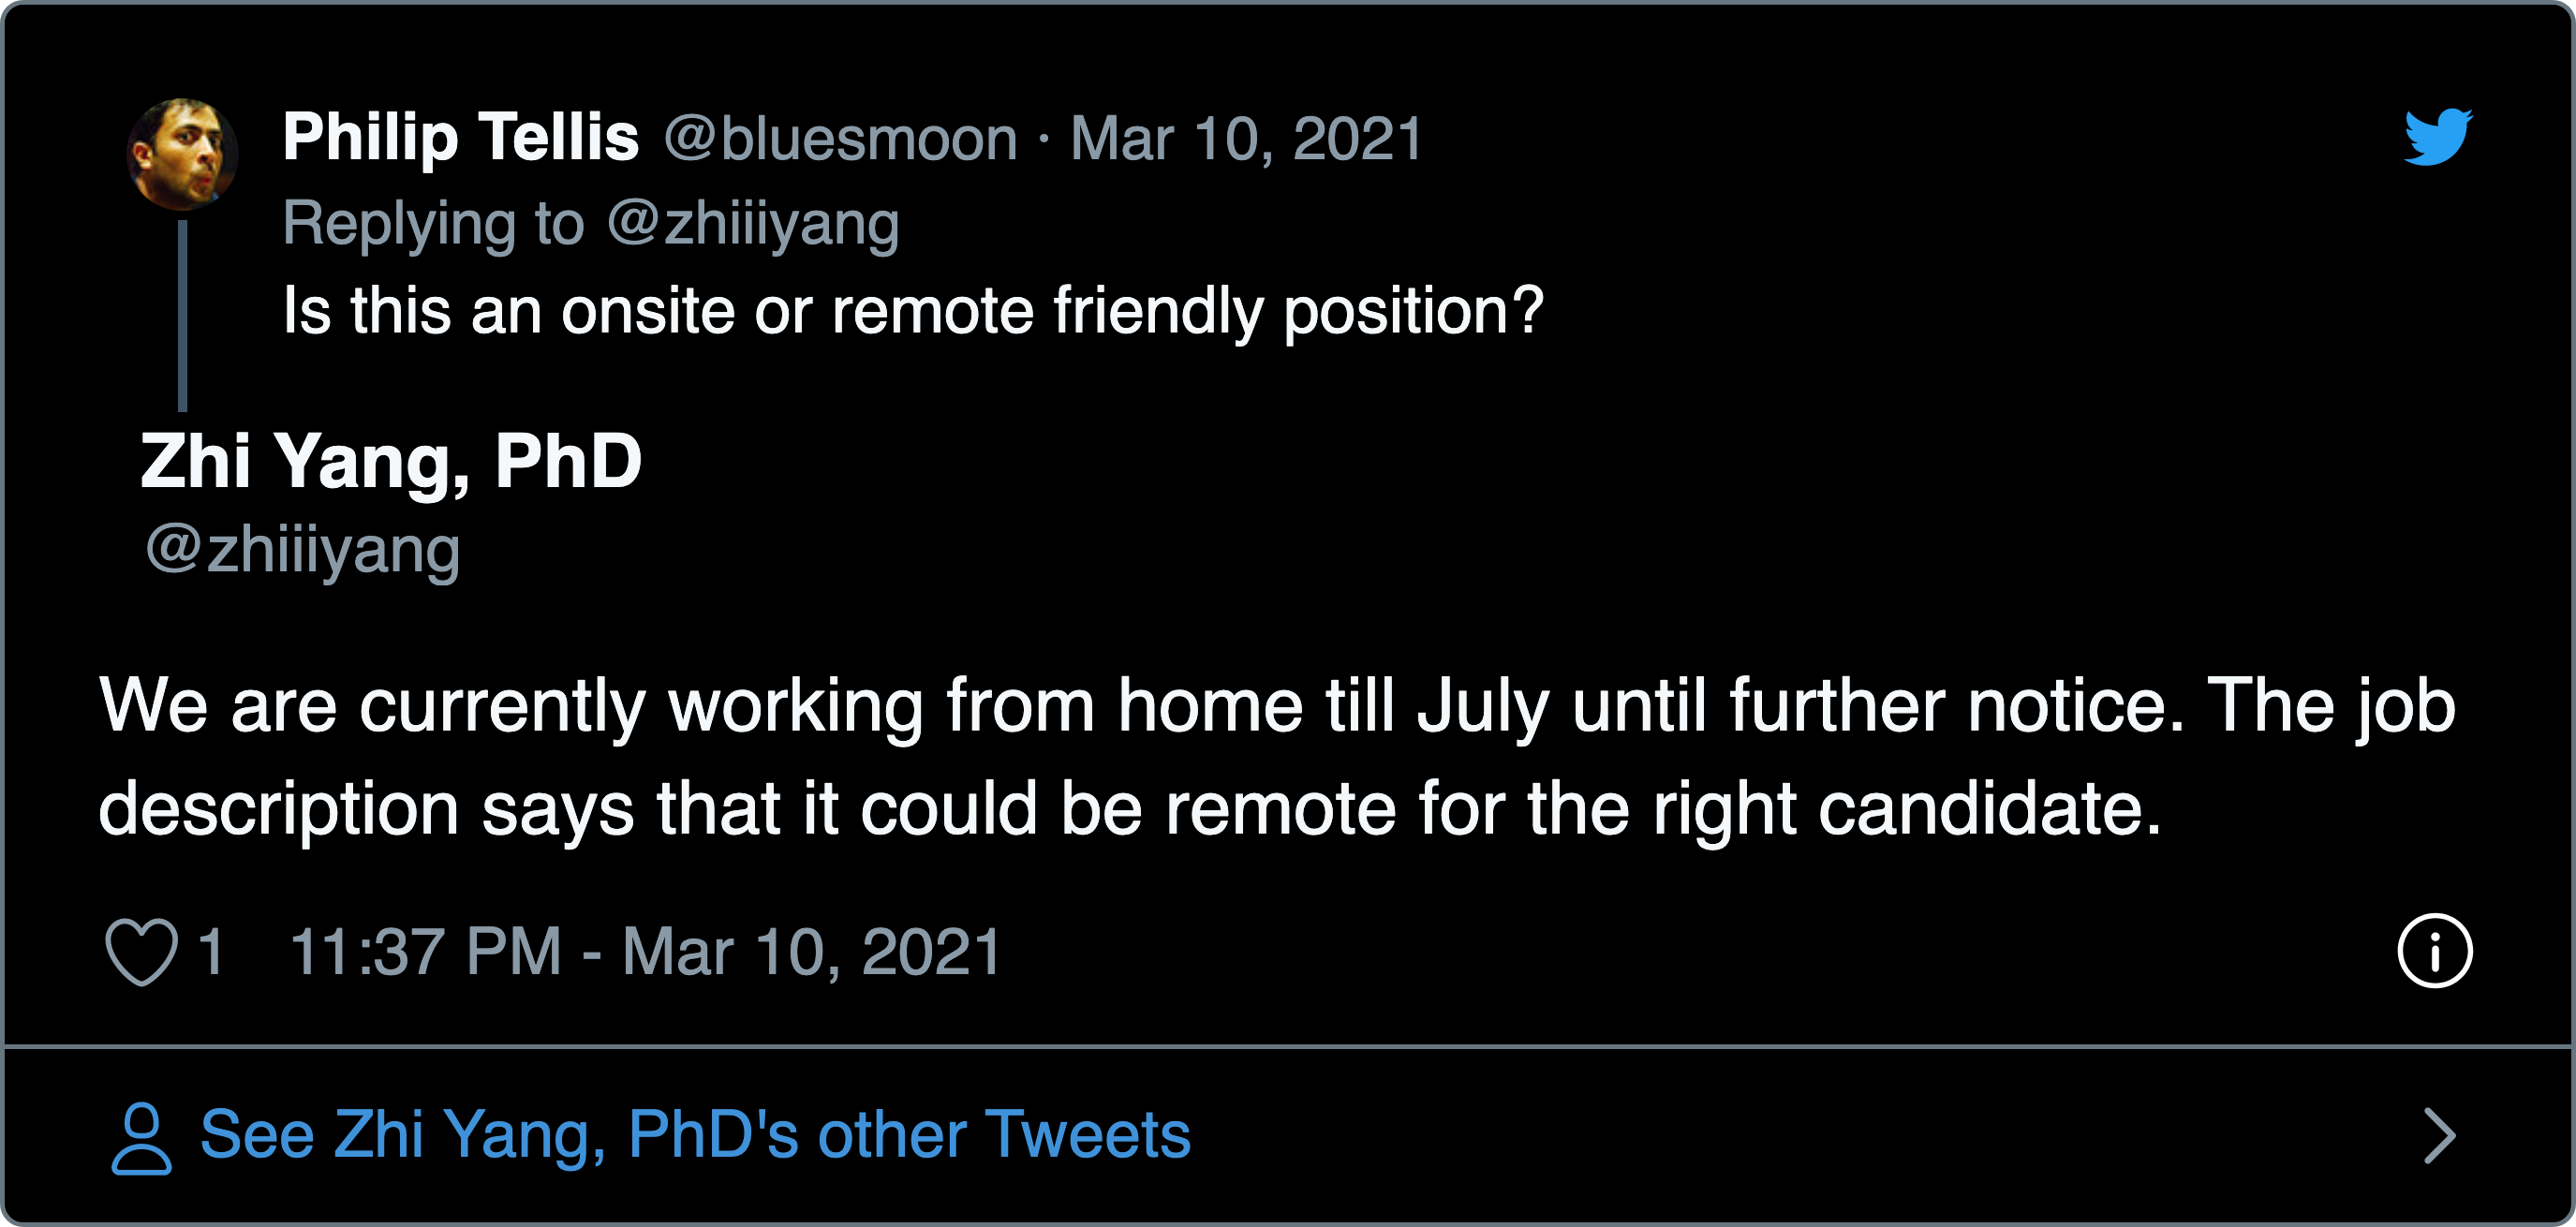 Philip Tellis @bluesmoon · Mar 10, 2021
Replying to @zhiiiyang
Is this an onsite or remote friendly position?
Zhi Yang, PhD
@zhiiiyang
We are currently working from home till July until further notice. The job
description says that it could be remote for the right candidate.
1 11:37 PM - Mar 10, 2021
See Zhi Yang, PhD's other Tweets